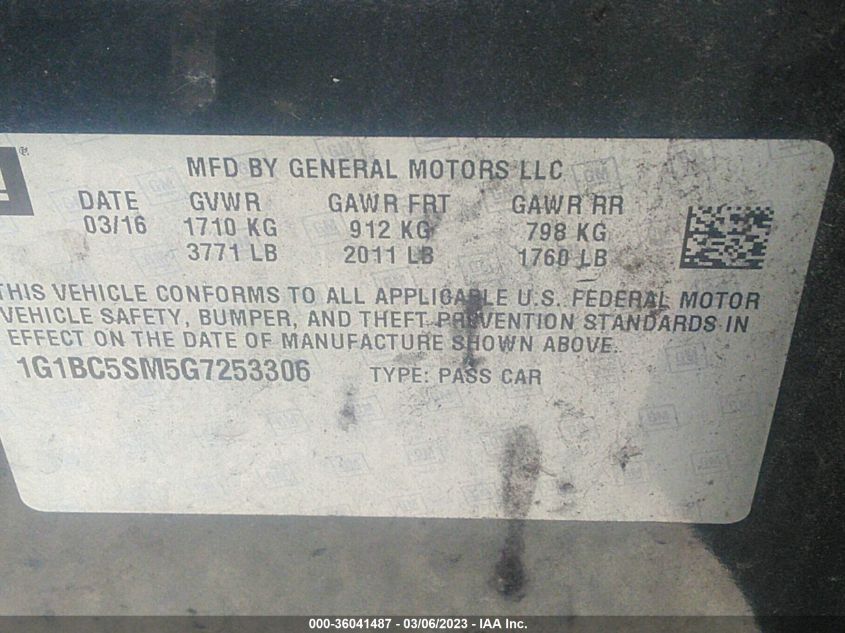 MFD BY GENERAL MOTORS LLC
DATE GVWR GAWR FRT GAWR RR
03/16 1710 KG 912 KG 798 KG
3771 LB 2011 LB 1760 LB
THIS VEHICLE CONFORMS TO ALL APPLICABLE U.S. FEDERAL MOTOR
VEHICLE SAFETY, BUMPER, AND THEFT PREVENTION STANDARDS IN
EFFECT ON THE DATE OF MANUFACTURE SHOWN ABOVE.
1G1BC5SM5G7253306 TYPE: PASS CAR
000-36041487 - 03/06/2023 - IAA Inc.